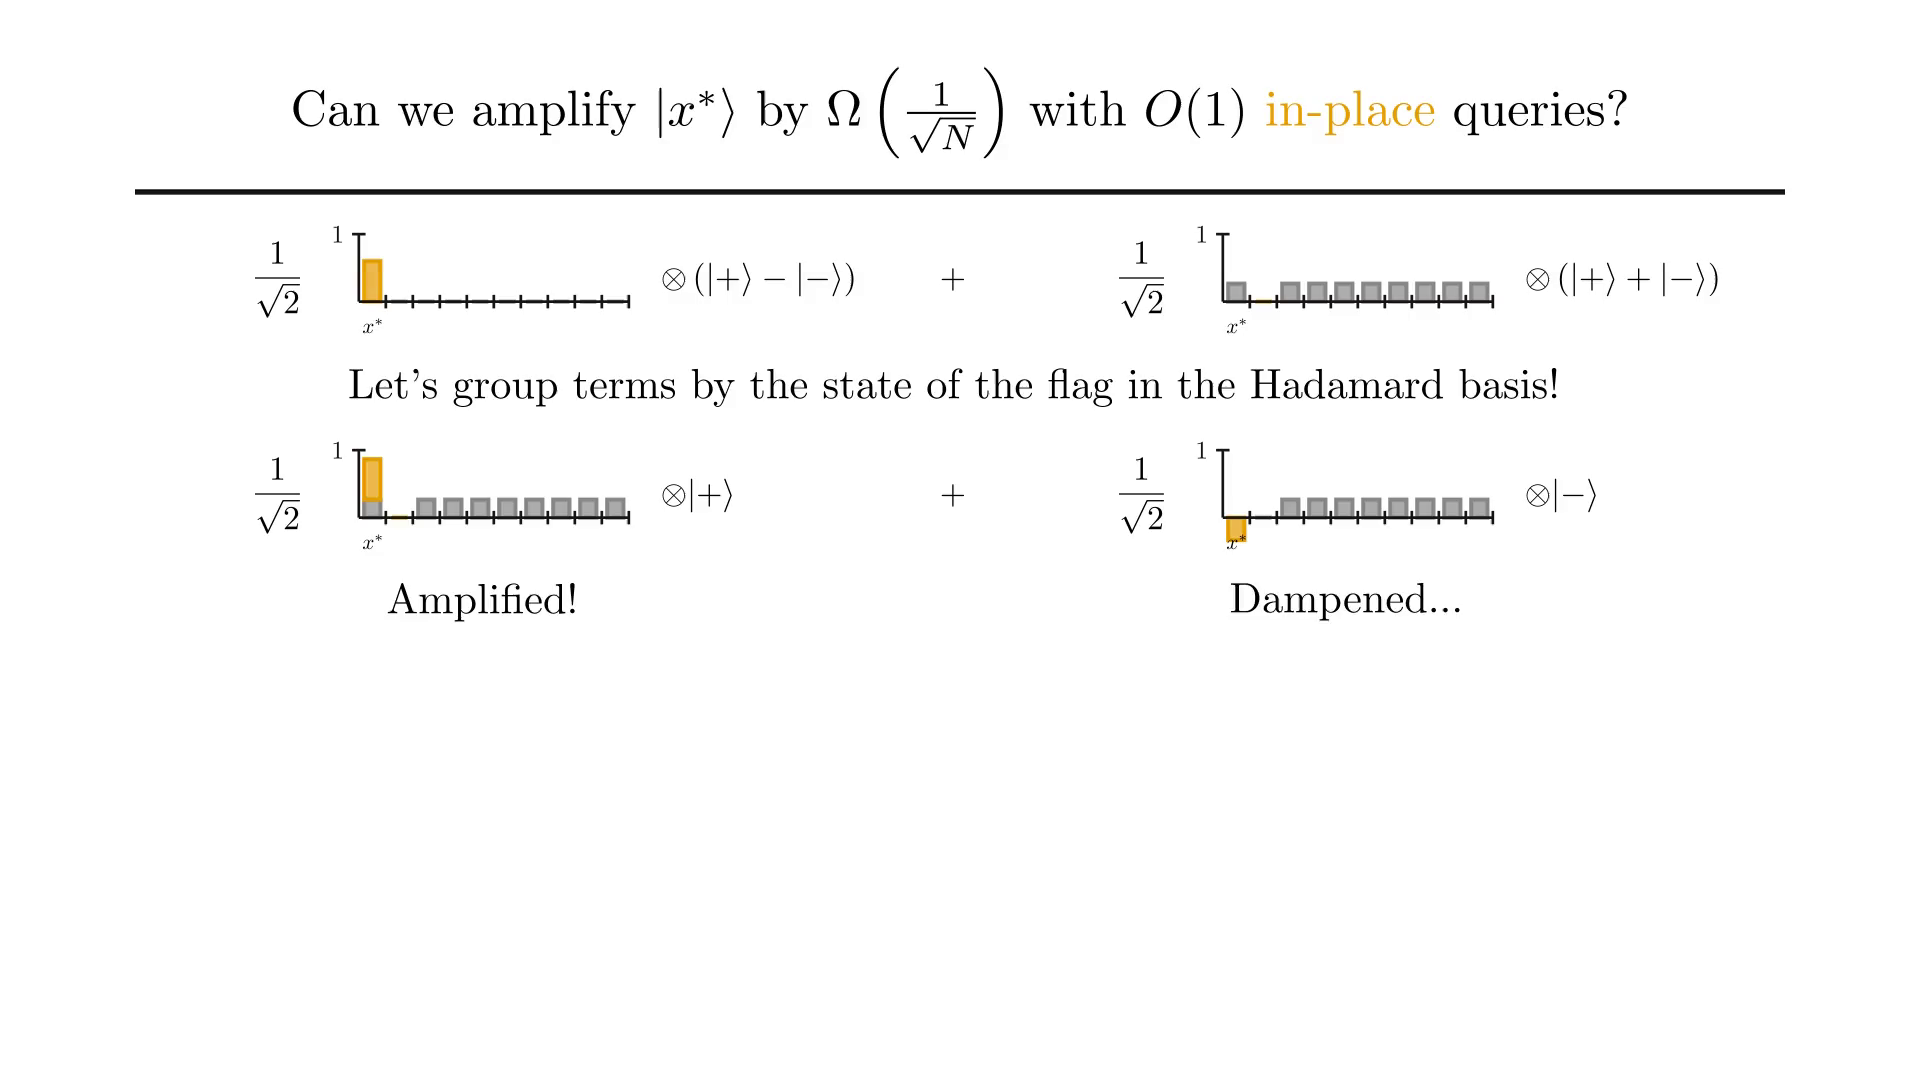 Can we amplify |x*⟩ by Ω(1/√N) with O(1) in-place queries?
1/√2 1 x* ⊗(|+⟩ − |−⟩) + 1/√2 1 x* ⊗(|+⟩ + |−⟩)
Let's group terms by the state of the flag in the Hadamard basis!
1/√2 1 x* ⊗|+⟩ + 1/√2 1 x* ⊗|−⟩
Amplified! Dampened...